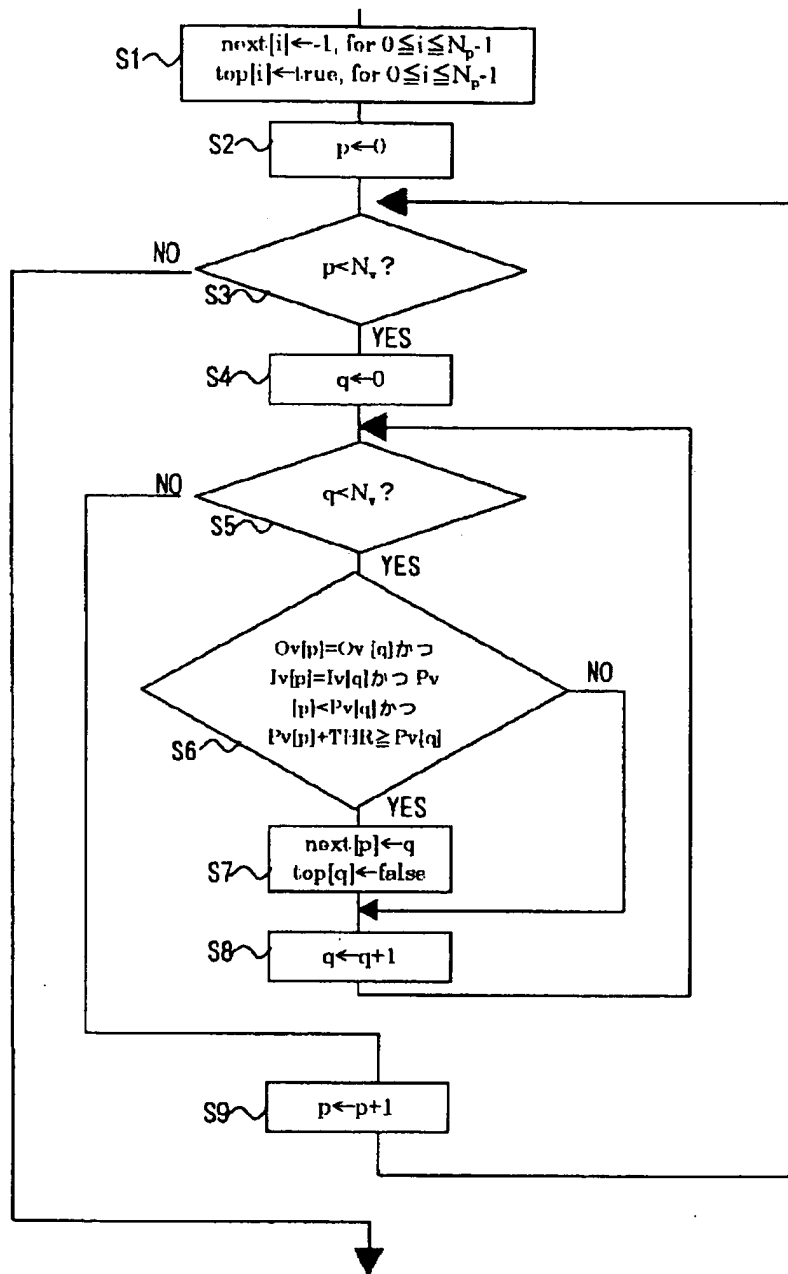 S1
next[i]←-1, for 0≦i≦Np-1
top[i]←true, for 0≦i≦Np-1
S2
p←0
NO
p<Nv?
S3
YES
S4
q←0
NO
q<Nv?
S5
YES
Ov[p]=Ov[q]かつ
Iv[p]=Iv[q]かつ Pv
[p]<Pv[q]かつ
Pv[p]+THR≧Pv[q]
NO
S6
YES
next[p]←q
top[q]←false
S7
S8
q←q+1
S9
p←p+1